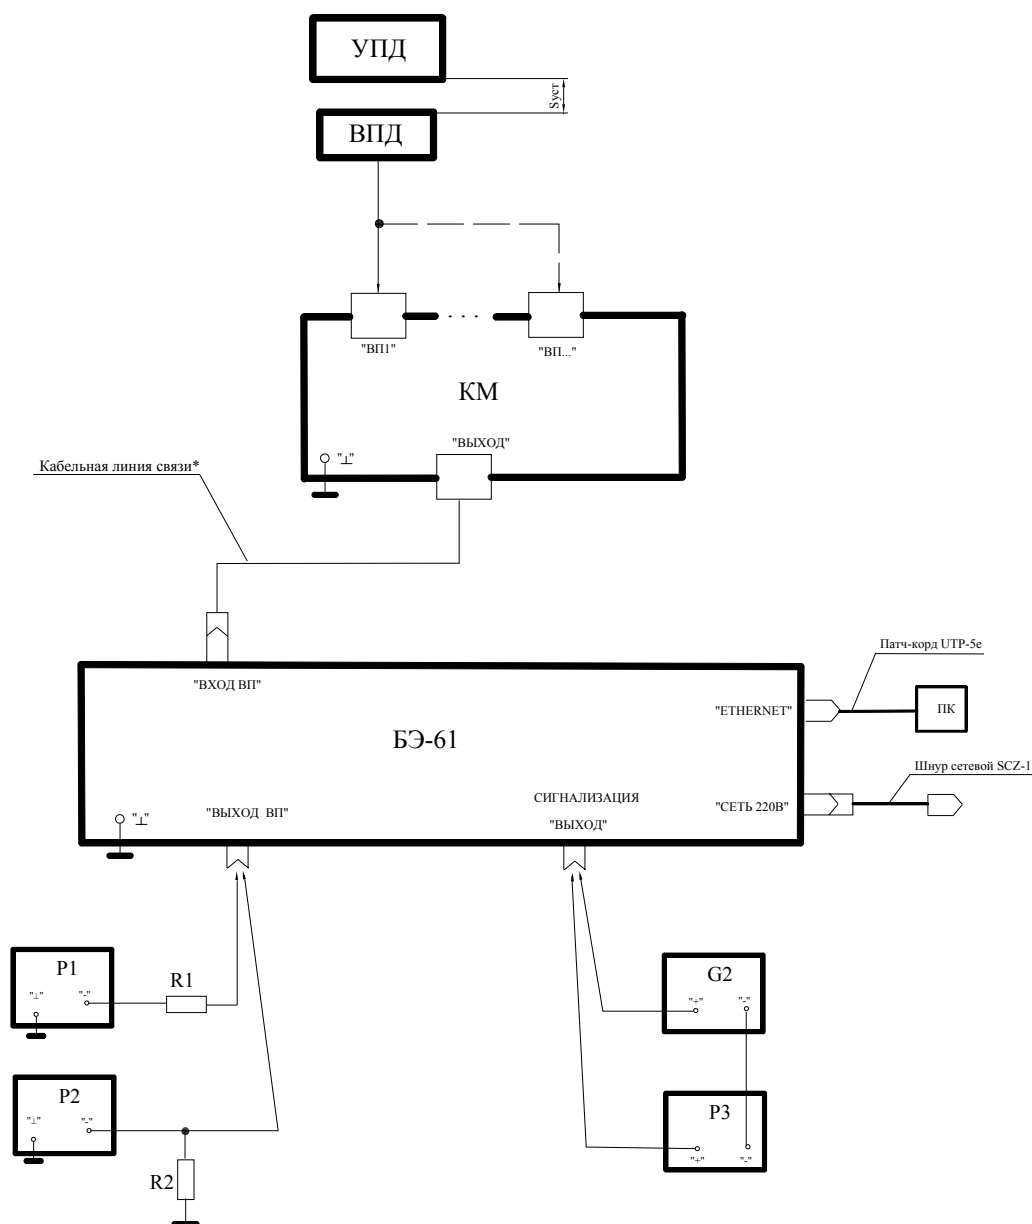 УПД
Sуст
ВПД
. . .
"ВП1"
"ВП..."
КМ
"ВЫХОД"
"⊥"
Кабельная линия связи*
Патч-корд UTP-5e
"ВХОД ВП"
"ETHERNET"
ПК
БЭ-61
Шнур сетевой SCZ-1
СИГНАЛИЗАЦИЯ
"ВЫХОД ВП"
"СЕТЬ 220В"
"⊥"
"ВЫХОД"
P1
R1
"⊥"
"-"
G2
"+"
"-"
P2
"⊥"
"-"
P3
"+"
"-"
R2